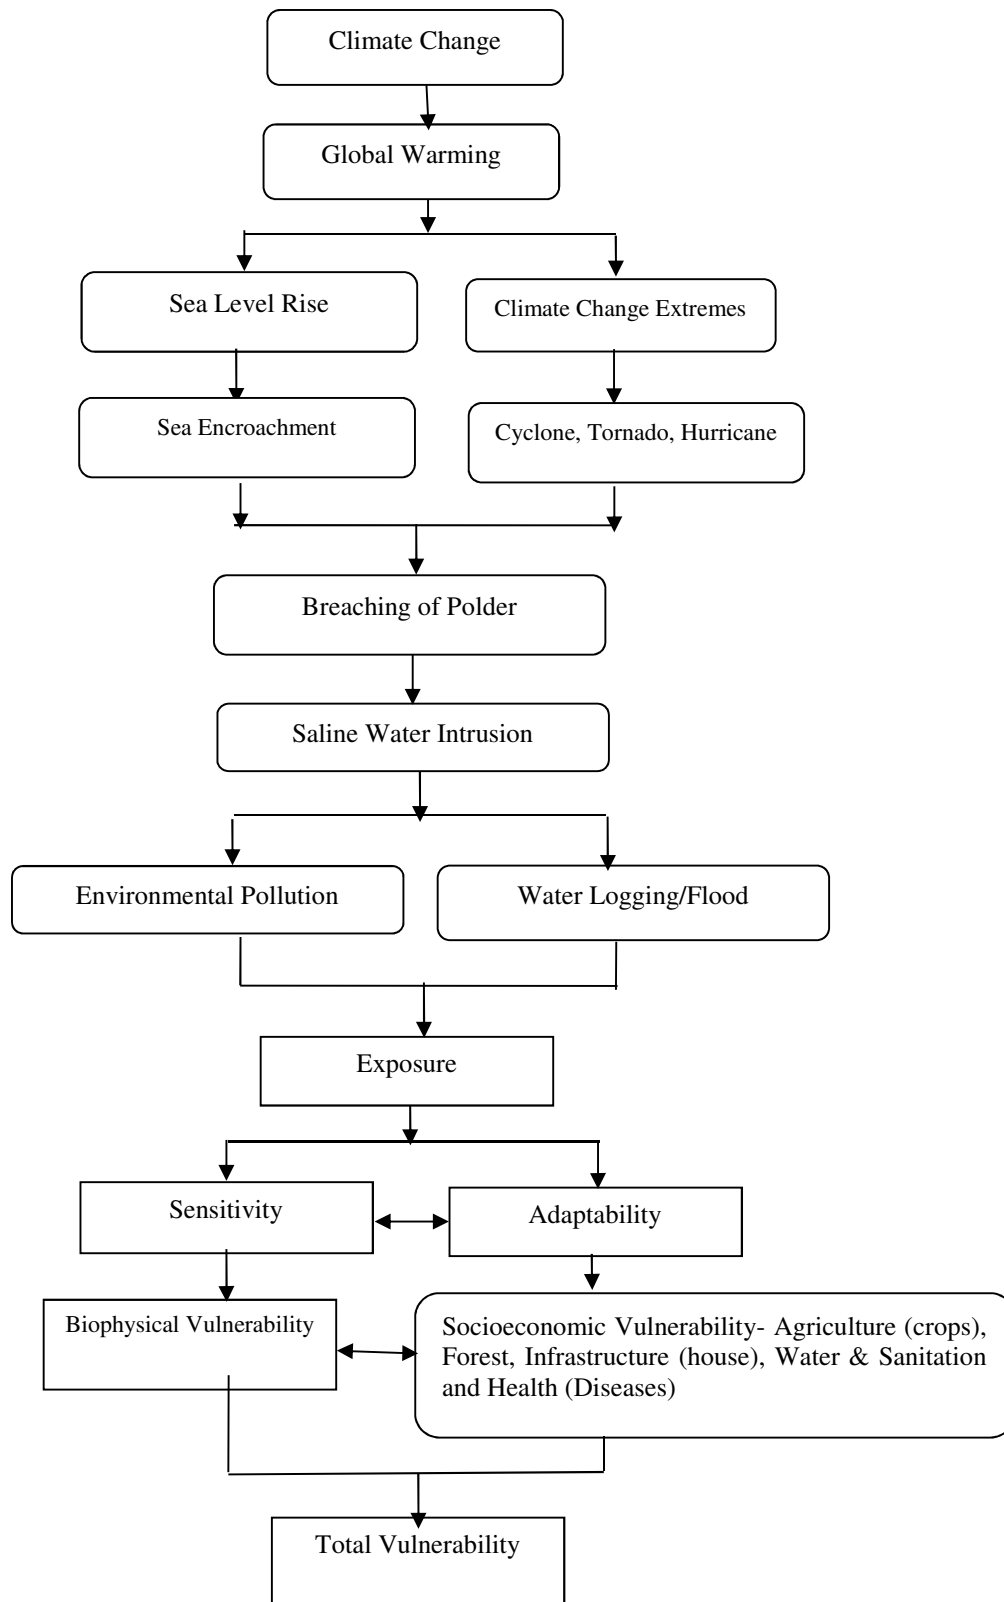 Climate Change
Global Warming
Sea Level Rise
Climate Change Extremes
Sea Encroachment
Cyclone, Tornado, Hurricane
Breaching of Polder
Saline Water Intrusion
Environmental Pollution
Water Logging/Flood
Exposure
Sensitivity
Adaptability
Biophysical Vulnerability
Socioeconomic Vulnerability- Agriculture (crops),
Forest, Infrastructure (house), Water & Sanitation
and Health (Diseases)
Total Vulnerability